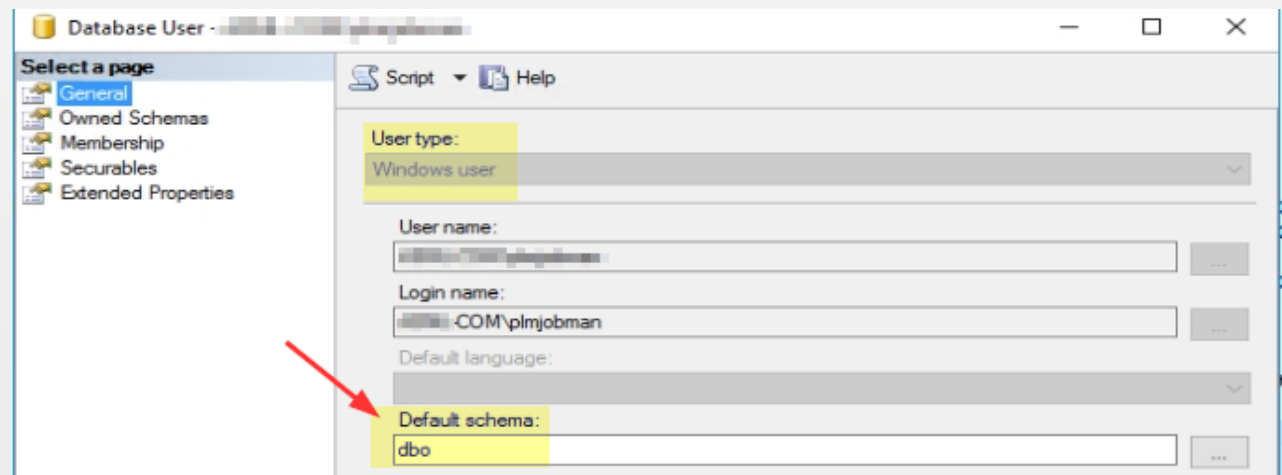 Database User -
Select a page
General
Owned Schemas
Membership
Securables
Extended Properties
Script
Help
User type:
Windows user
User name:
Login name:
-COM\plmjobman
Default language:
Default schema:
dbo
...